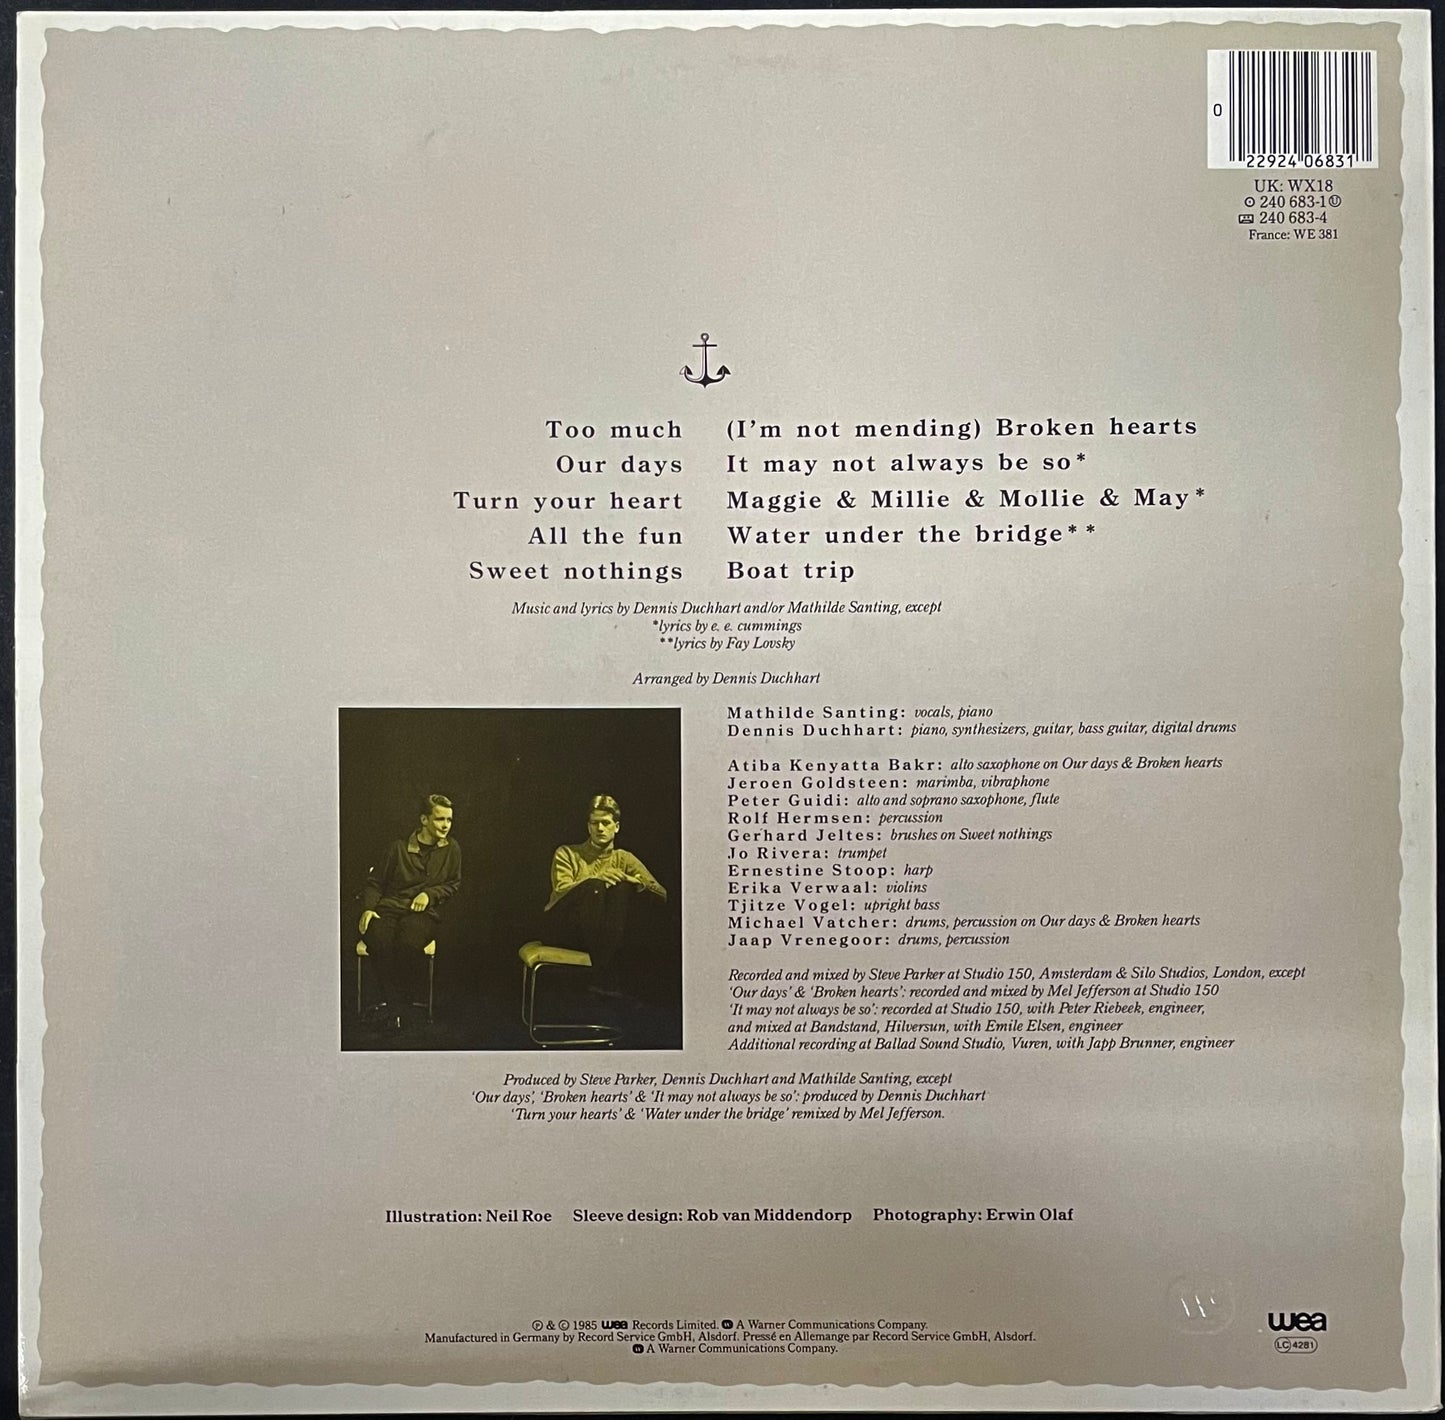 0
22924 06831
UK: WX18
240 683-1 Ⓤ
240 683-4
France: WE 381
Too much
Our days
Turn your heart
All the fun
Sweet nothings
(I'm not mending) Broken hearts
It may not always be so*
Maggie & Millie & Mollie & May*
Water under the bridge**
Boat trip
Music and lyrics by Dennis Duchhart and/or Mathilde Santing, except
*lyrics by e. e. cummings
**lyrics by Fay Lovsky
Arranged by Dennis Duchhart
Mathilde Santing: vocals, piano
Dennis Duchhart: piano, synthesizers, guitar, bass guitar, digital drums
Atiba Kenyatta Bakr: alto saxophone on Our days & Broken hearts
Jeroen Goldsteen: marimba, vibraphone
Peter Guidi: alto and soprano saxophone, flute
Rolf Hermsen: percussion
Gerhard Jeltes: brushes on Sweet nothings
Jo Rivera: trumpet
Ernestine Stoop: harp
Erika Verwaal: violins
Tjitze Vogel: upright bass
Michael Vatcher: drums, percussion on Our days & Broken hearts
Jaap Vrenegoor: drums, percussion
Recorded and mixed by Steve Parker at Studio 150, Amsterdam & Silo Studios, London, except
'Our days' & 'Broken hearts': recorded and mixed by Mel Jefferson at Studio 150
'It may not always be so': recorded at Studio 150, with Peter Riebeek, engineer,
and mixed at Bandstand, Hilversun, with Emile Elsen, engineer
Additional recording at Ballad Sound Studio, Vuren, with Japp Brunner, engineer
Produced by Steve Parker, Dennis Duchhart and Mathilde Santing, except
'Our days', 'Broken hearts' & 'It may not always be so': produced by Dennis Duchhart
'Turn your hearts' & 'Water under the bridge' remixed by Mel Jefferson.
Illustration: Neil Roe Sleeve design: Rob van Middendorp Photography: Erwin Olaf
℗ & © 1985 wea Records Limited. A Warner Communications Company.
Manufactured in Germany by Record Service GmbH, Alsdorf. Pressé en Allemange par Record Service GmbH, Alsdorf.
A Warner Communications Company.
wea
LC 4281